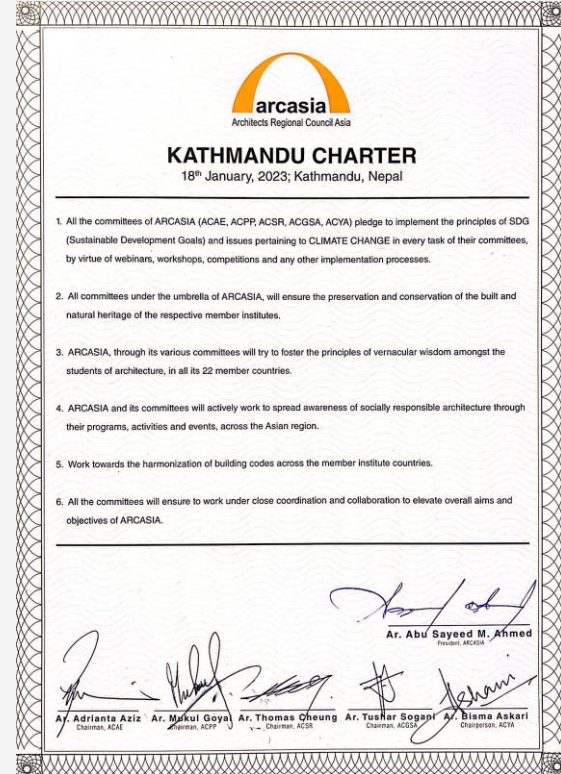 arcasia
Architects Regional Council Asia
KATHMANDU CHARTER
18th January, 2023; Kathmandu, Nepal
1. All the committees of ARCASIA (ACAE, ACPP, ACSR, ACGSA, ACYA) pledge to implement the principles of SDG
(Sustainable Development Goals) and issues pertaining to CLIMATE CHANGE in every task of their committees,
by virtue of webinars, workshops, competitions and any other implementation processes.
2. All committees under the umbrella of ARCASIA, will ensure the preservation and conservation of the built and
natural heritage of the respective member institutes.
3. ARCASIA, through its various committees will try to foster the principles of vernacular wisdom amongst the
students of architecture, in all its 22 member countries.
4. ARCASIA and its committees will actively work to spread awareness of socially responsible architecture through
their programs, activities and events, across the Asian region.
5. Work towards the harmonization of building codes across the member institute countries.
6. All the committees will ensure to work under close coordination and collaboration to elevate overall aims and
objectives of ARCASIA.
Ar. Abu Sayeed M. Ahmed
President, ARCASIA
Ar. Adrianta Aziz Ar. Mukul Goyal Ar. Thomas Cheung Ar. Tushar Sogani Ar. Bisma Askari
Chairman, ACAE Chairman, ACPP Chairman, ACSR Chairman, ACGSA Chairperson, ACYA